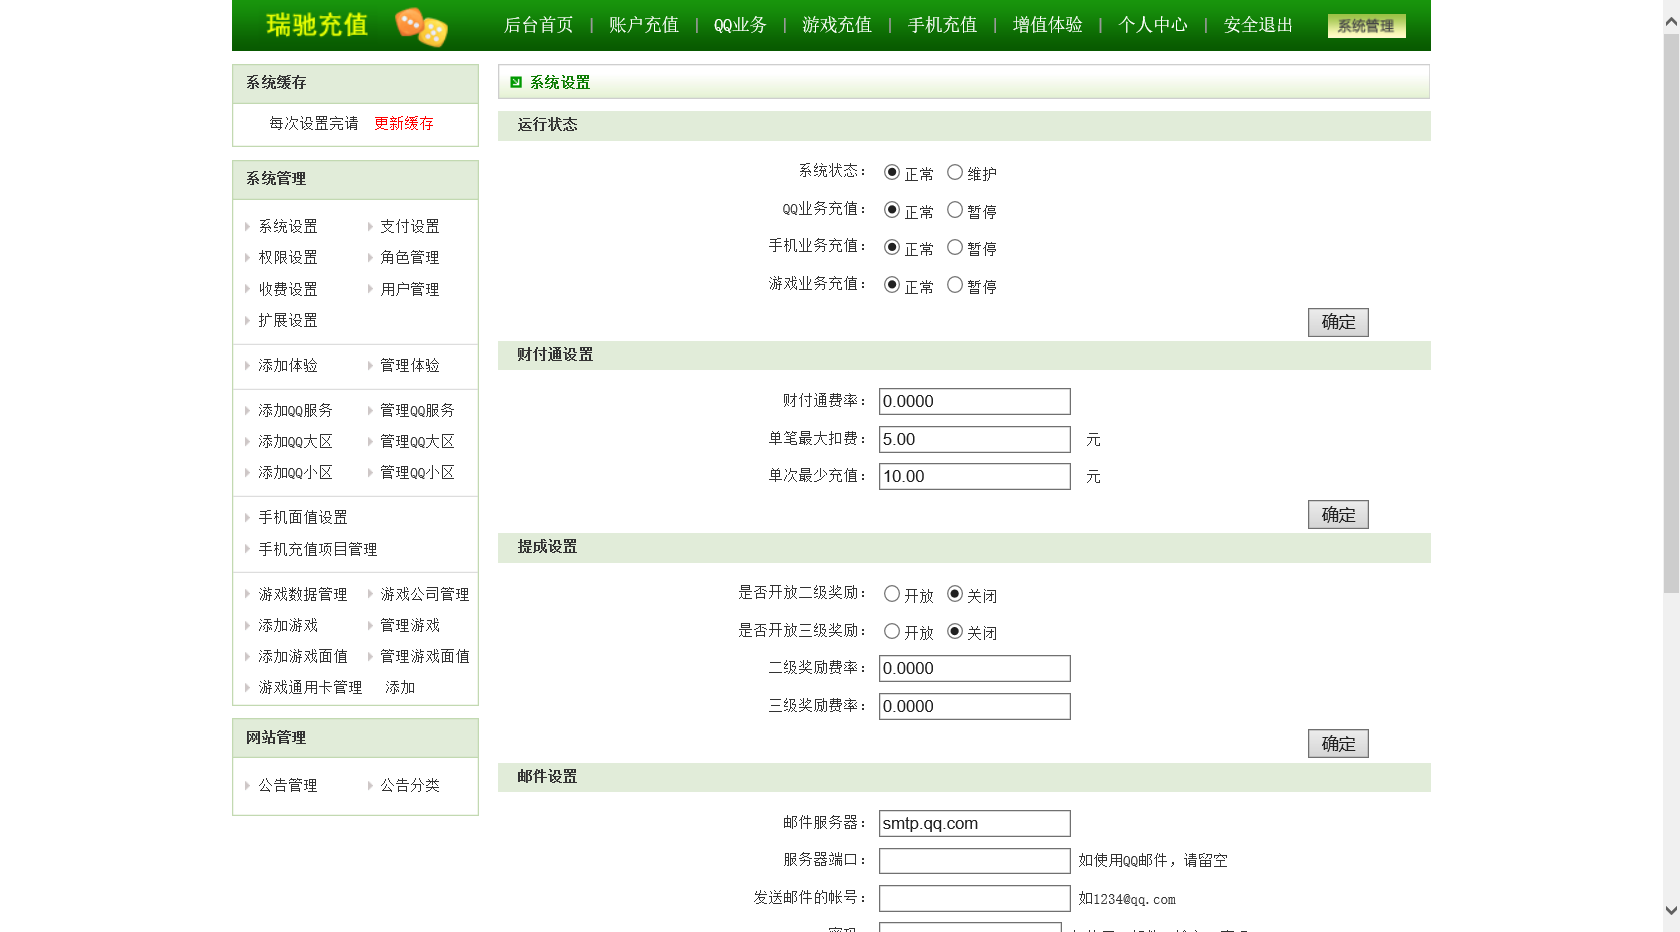 瑞驰充值
后台首页 | 账户充值 | QQ业务 | 游戏充值 | 手机充值 | 增值体验 | 个人中心 | 安全退出 系统管理
系统缓存
每次设置完请 更新缓存
系统管理
系统设置 支付设置
权限设置 角色管理
收费设置 用户管理
扩展设置
添加体验 管理体验
添加QQ服务 管理QQ服务
添加QQ大区 管理QQ大区
添加QQ小区 管理QQ小区
手机面值设置
手机充值项目管理
游戏数据管理 游戏公司管理
添加游戏 管理游戏
添加游戏面值 管理游戏面值
游戏通用卡管理 添加
网站管理
公告管理 公告分类
系统设置
运行状态
系统状态： 正常 维护
QQ业务充值： 正常 暂停
手机业务充值： 正常 暂停
游戏业务充值： 正常 暂停
确定
财付通设置
财付通费率： 0.0000
单笔最大扣费： 5.00 元
单次最少充值： 10.00 元
确定
提成设置
是否开放二级奖励： 开放 关闭
是否开放三级奖励： 开放 关闭
二级奖励费率： 0.0000
三级奖励费率： 0.0000
确定
邮件设置
邮件服务器： smtp.qq.com
服务器端口： 如使用QQ邮件，请留空
发送邮件的帐号： 如1234@qq.com